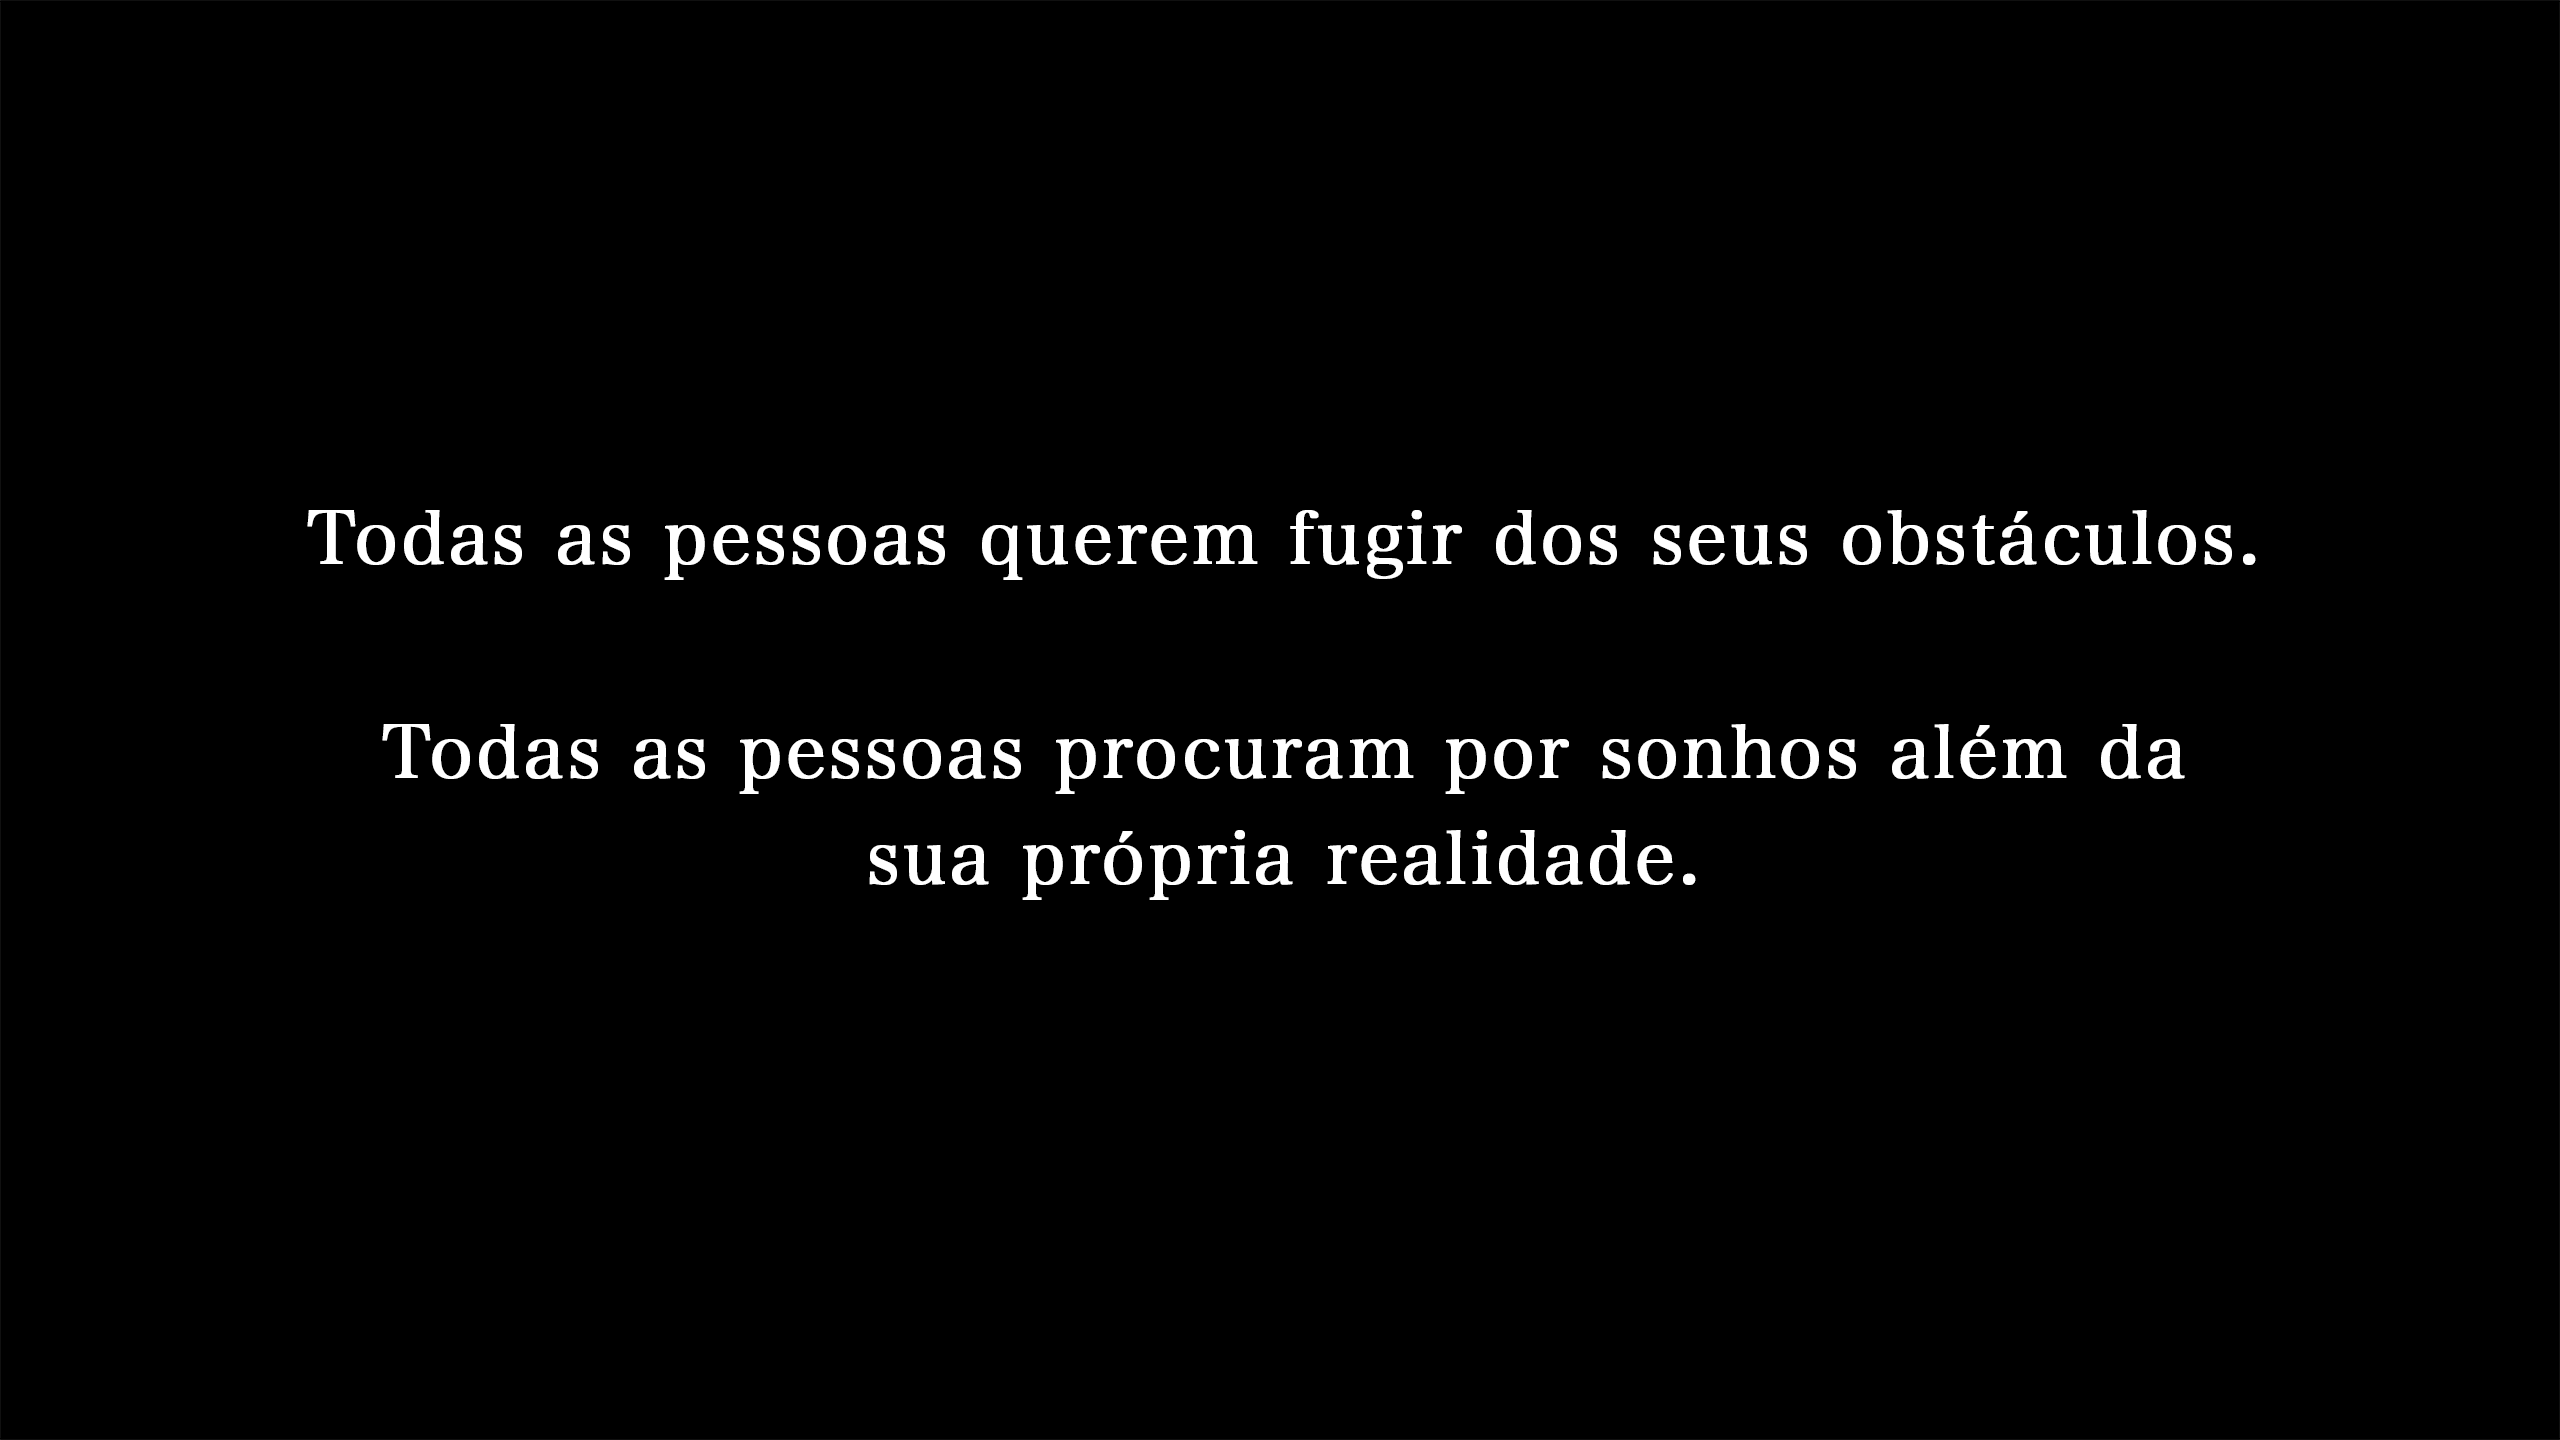 Todas as pessoas querem fugir dos seus obstáculos.
Todas as pessoas procuram por sonhos além da
sua própria realidade.